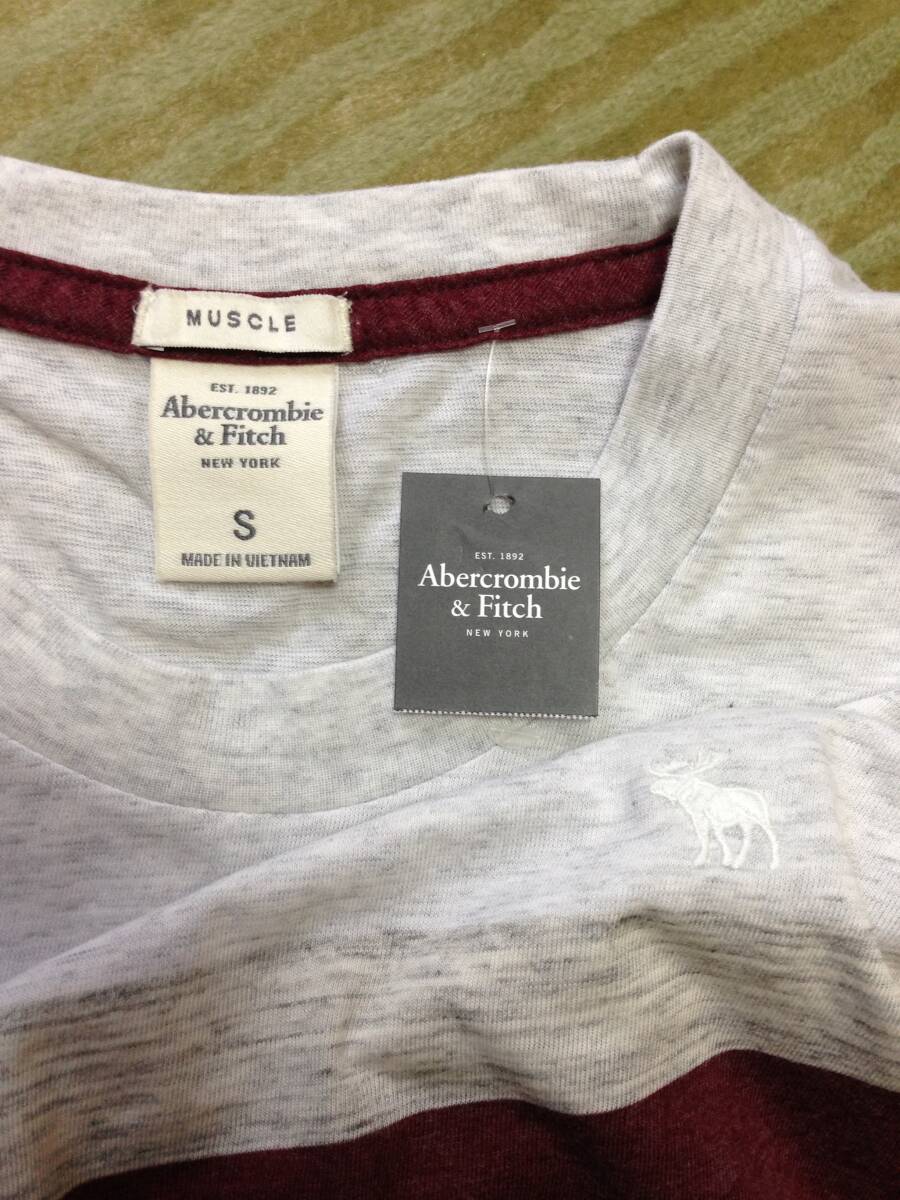 MUSCLE
EST. 1892
Abercrombie
& Fitch
NEW YORK
S
MADE IN VIETNAM
EST. 1892
Abercrombie
& Fitch
NEW YORK